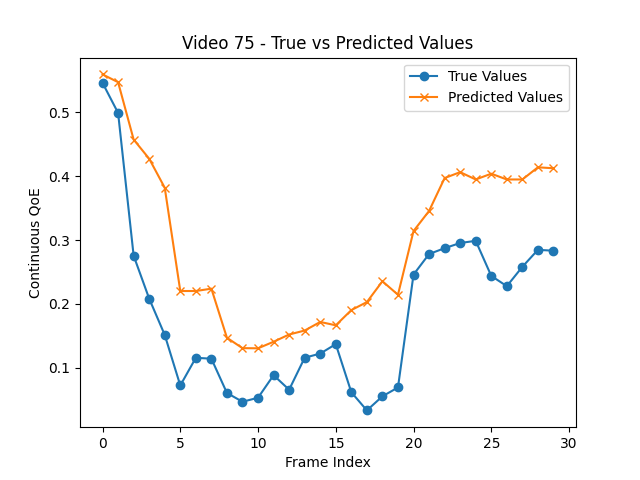 Video 75 - True vs Predicted Values
True Values
Predicted Values
Continuous QoE
0.5
0.4
0.3
0.2
0.1
0 5 10 15 20 25 30
Frame Index